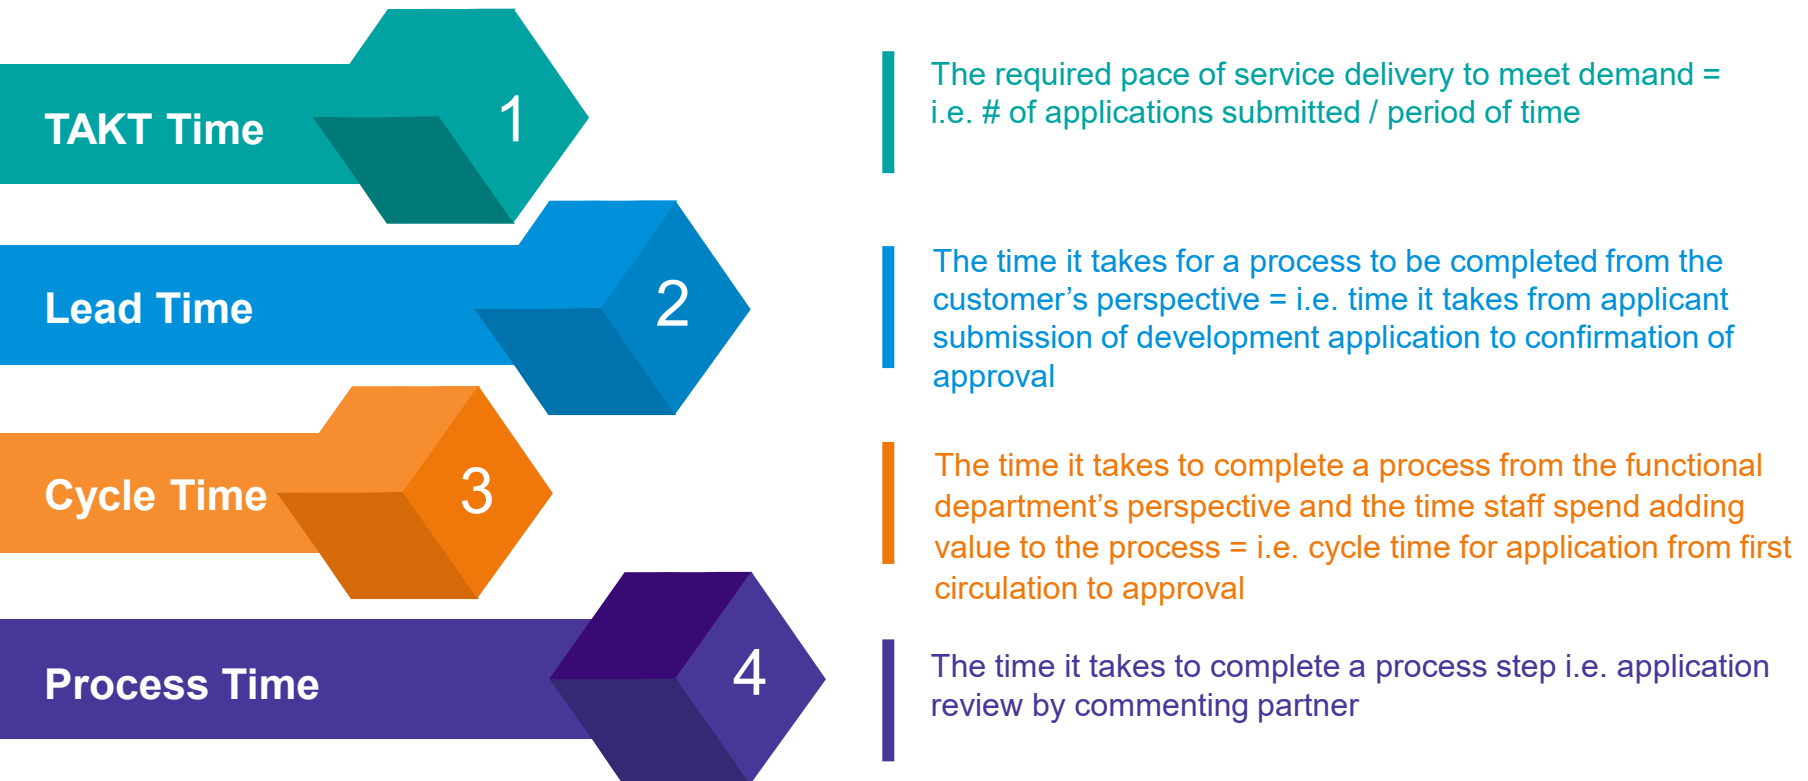 TAKT Time
1
The required pace of service delivery to meet demand =
i.e. # of applications submitted / period of time
Lead Time
2
The time it takes for a process to be completed from the
customer’s perspective = i.e. time it takes from applicant
submission of development application to confirmation of
approval
Cycle Time
3
The time it takes to complete a process from the functional
department’s perspective and the time staff spend adding
value to the process = i.e. cycle time for application from first
circulation to approval
Process Time
4
The time it takes to complete a process step i.e. application
review by commenting partner